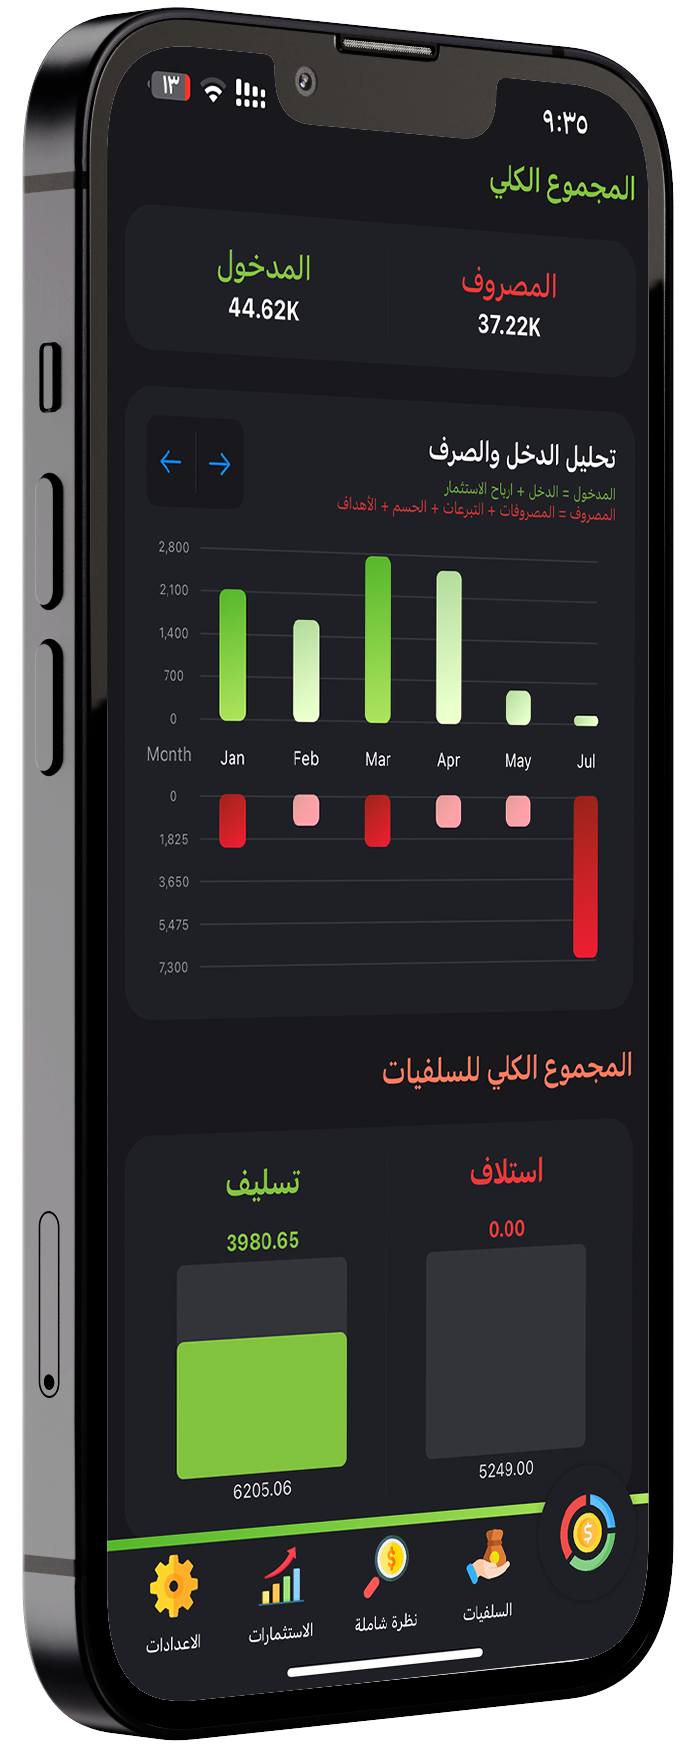 ٩:٣٥
١٣
المجموع الكلي
المصروف
37.22K
المدخول
44.62K
تحليل الدخل والصرف
المدخول = الدخل + ارباح الاستثمار
المصروف = المصروفات + التبرعات + الحسم + الأهداف
2,800
2,100
1,400
700
0
Month Jan Feb Mar Apr May Jul
0
1,825
3,650
5,475
7,300
المجموع الكلي للسلفيات
استلاف
0.00
5249.00
تسليف
3980.65
6205.06
السلفيات
نظرة شاملة
الاستثمارات
الاعدادات